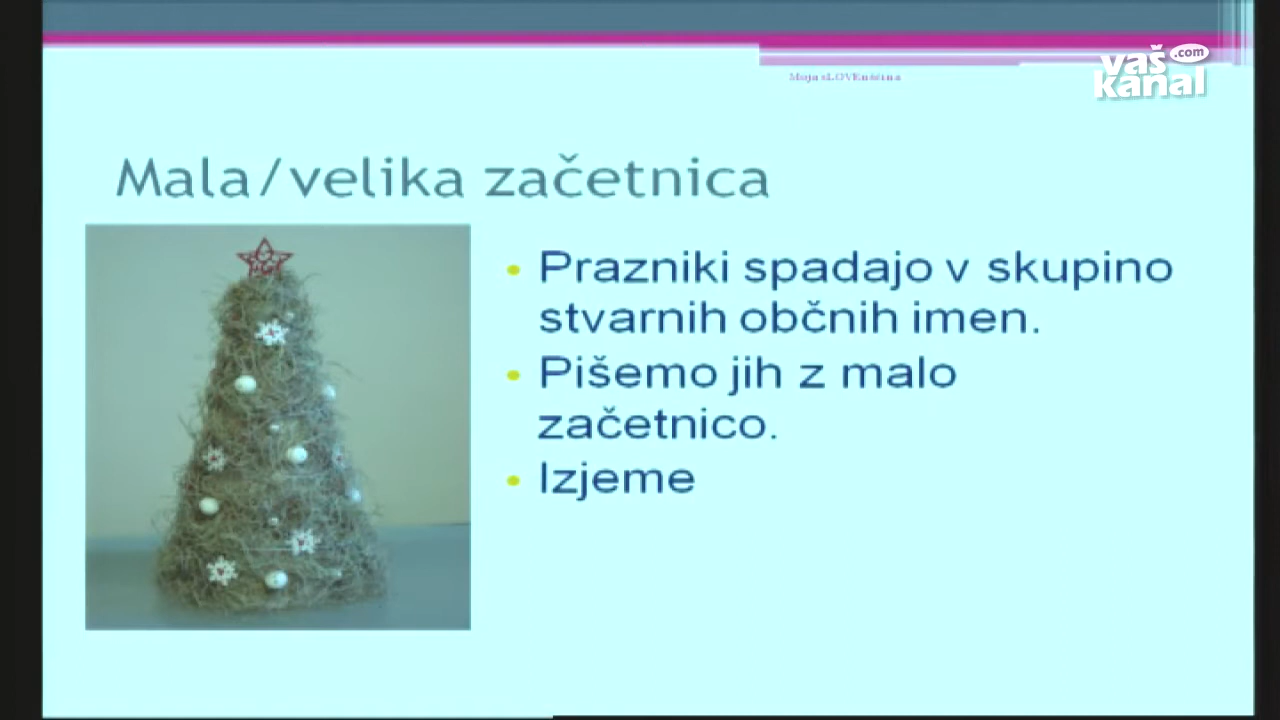 vaš .com
kanal
Moja sLOVEnščina
Mala/velika začetnica
• Prazniki spadajo v skupino
stvarnih občnih imen.
• Pišemo jih z malo
začetnico.
• Izjeme